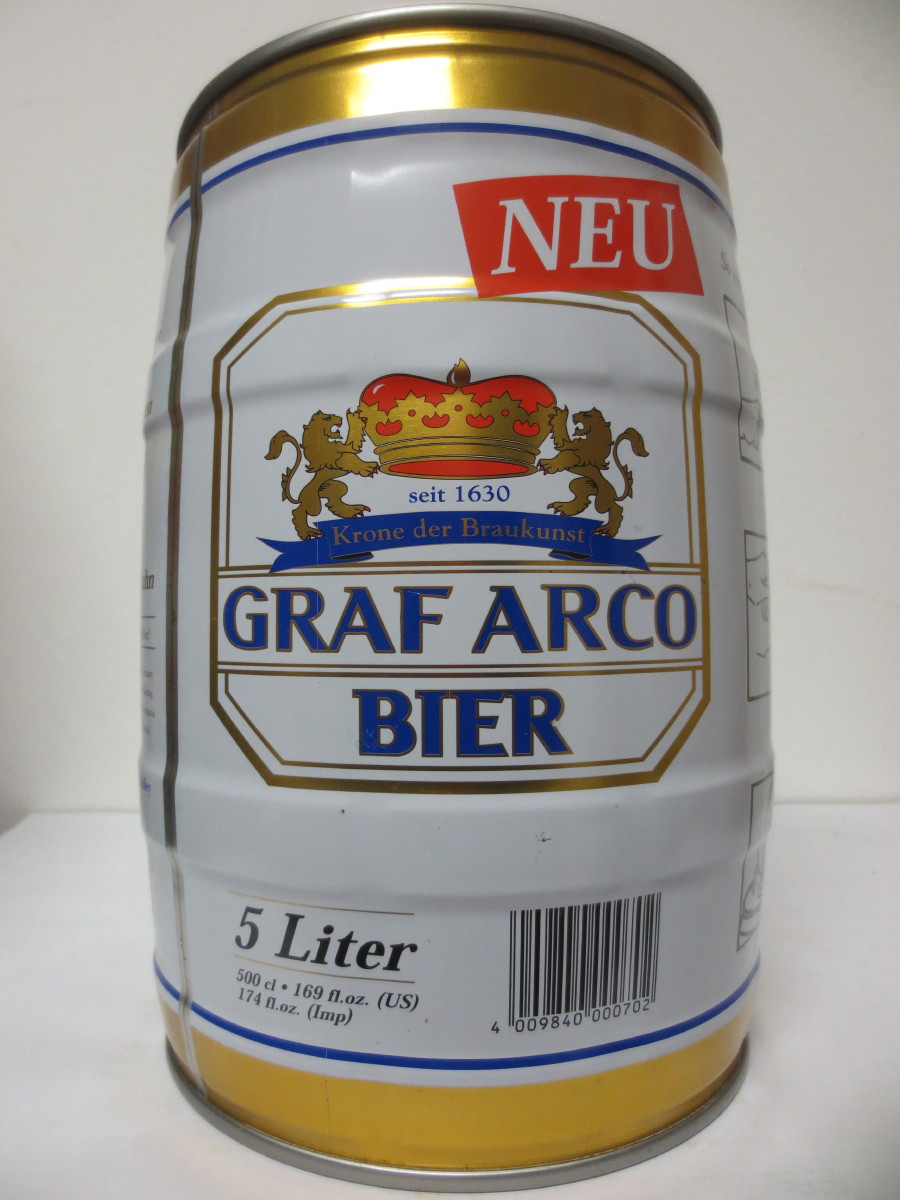 NEU
seit 1630
Krone der Braukunst
GRAF ARCO
BIER
5 Liter
500 cl • 169 fl.oz. (US)
174 fl.oz. (Imp)
4 009840 000702